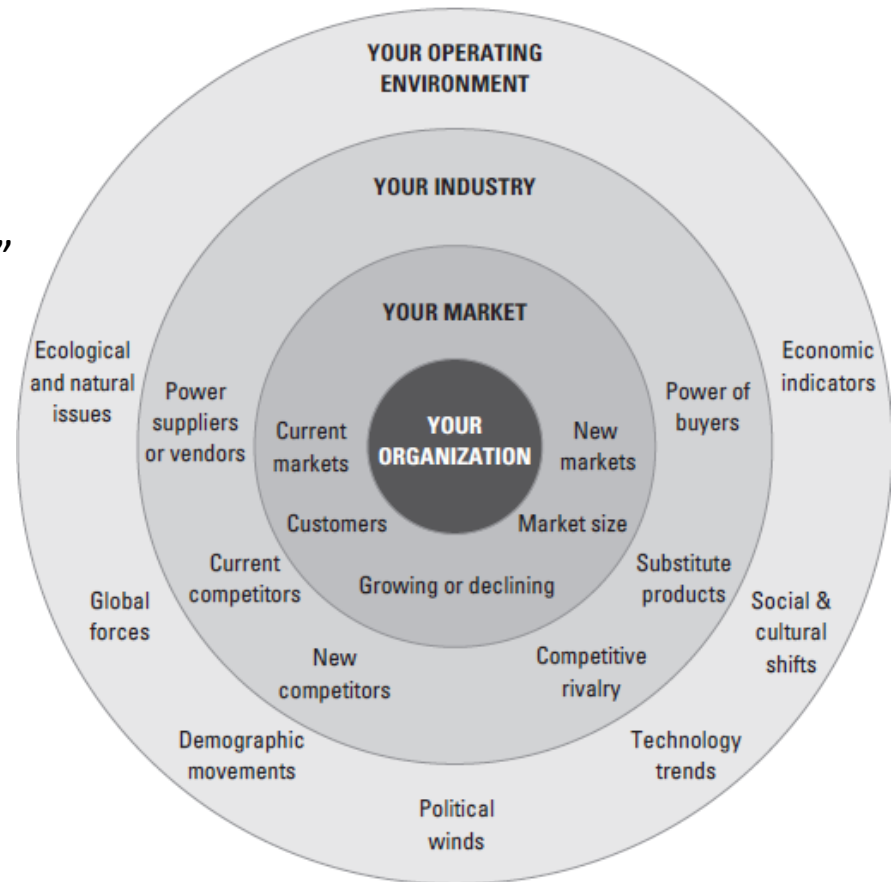 YOUR OPERATING
ENVIRONMENT
YOUR INDUSTRY
”
YOUR MARKET
Ecological
and natural
issues
Economic
indicators
Power
suppliers
or vendors
Power of
buyers
Current
markets
YOUR
ORGANIZATION
New
markets
Customers
Market size
Growing or declining
Current
competitors
Substitute
products
Global
forces
Social &
cultural
shifts
New
competitors
Competitive
rivalry
Demographic
movements
Technology
trends
Political
winds